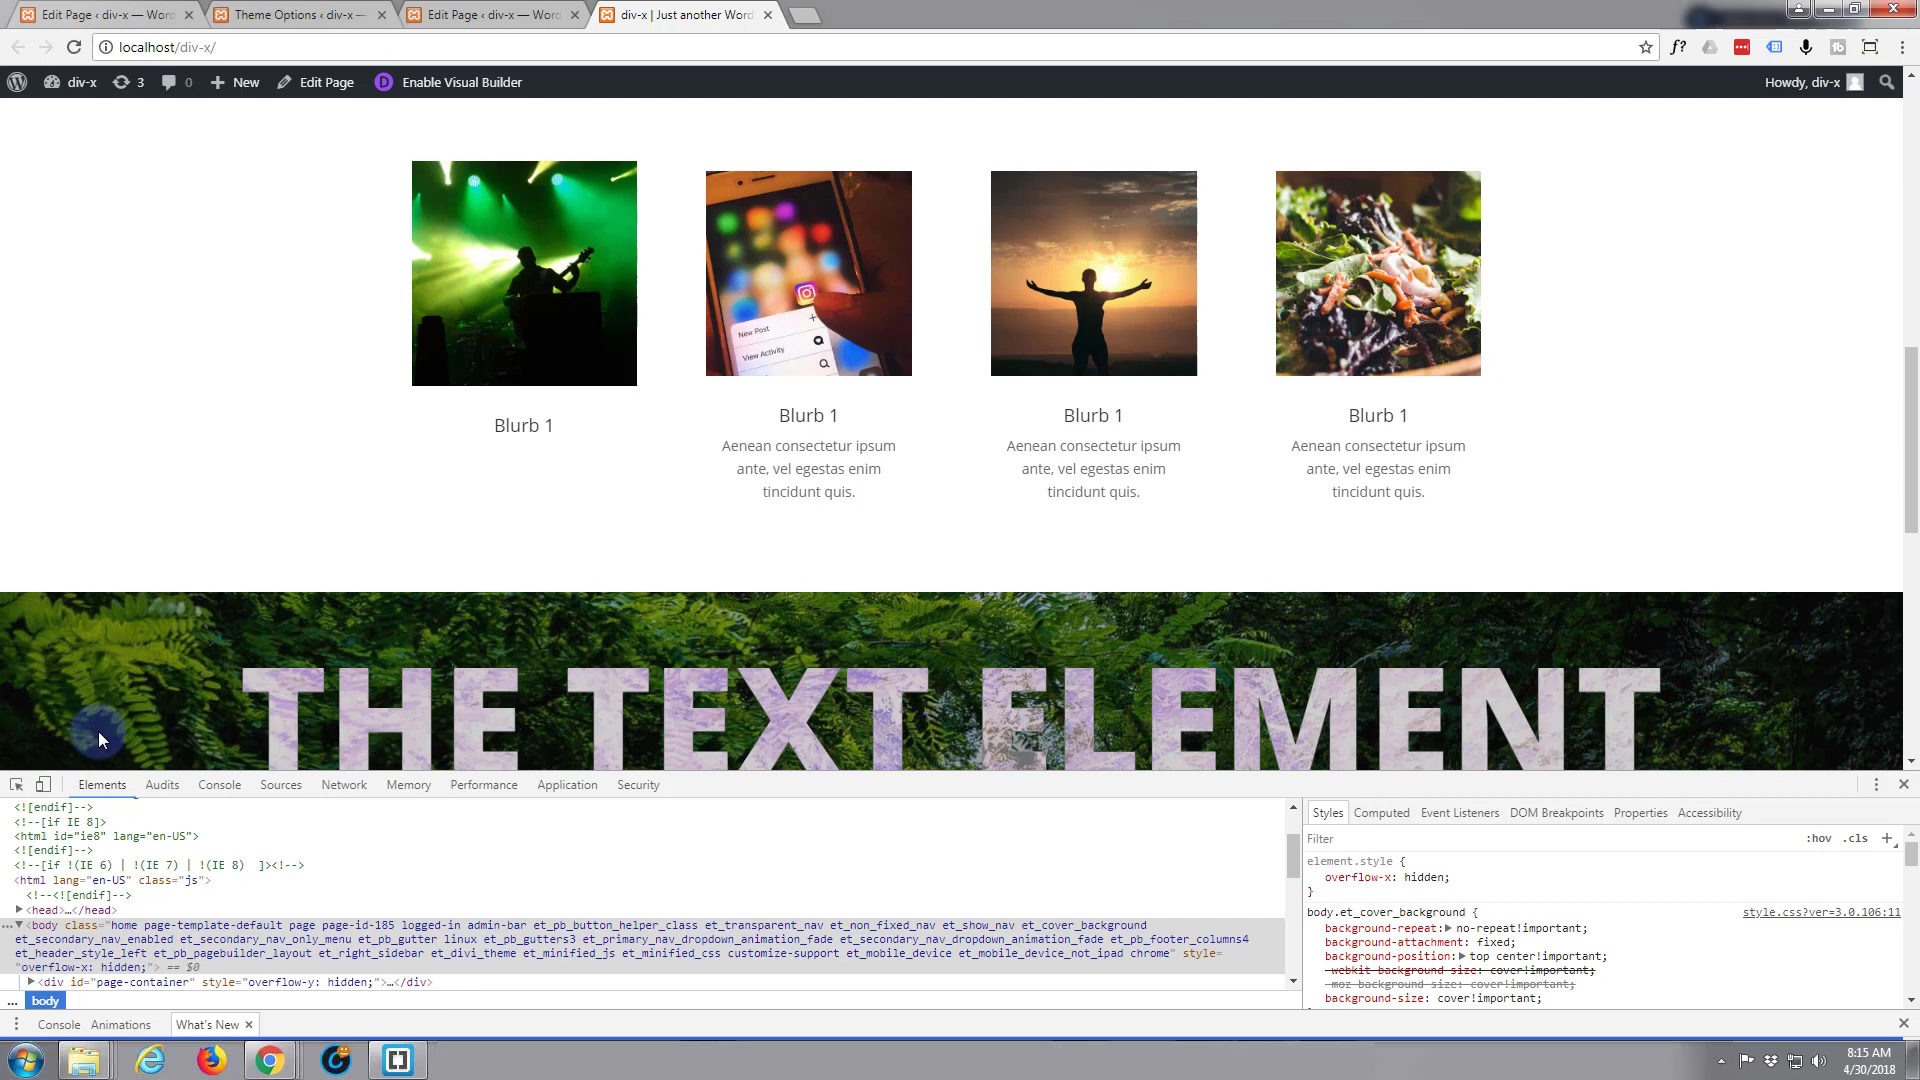 Edit Page ‹ div-x — Word
Theme Options ‹ div-x —
Edit Page ‹ div-x — Word
div-x | Just another Word
localhost/div-x/
f?
div-x
3
0
New
Edit Page
D
Enable Visual Builder
Howdy, div-x
New Post
View Activity
Blurb 1
Blurb 1
Aenean consectetur ipsum
ante, vel egestas enim
tincidunt quis.
Blurb 1
Aenean consectetur ipsum
ante, vel egestas enim
tincidunt quis.
Blurb 1
Aenean consectetur ipsum
ante, vel egestas enim
tincidunt quis.
THE TEXT ELEMENT
Elements Audits Console Sources Network Memory Performance Application Security
<![endif]-->
<!--[if IE 8]>
<html id="ie8" lang="en-US">
<![endif]-->
<!--[if !(IE 6) | !(IE 7) | !(IE 8)  ]><!-->
<html lang="en-US" class="js">
<!--<![endif]-->
<head>…</head>
<body class="home page-template-default page page-id-185 logged-in admin-bar et_pb_button_helper_class et_transparent_nav et_non_fixed_nav et_show_nav et_cover_background
et_secondary_nav_enabled et_secondary_nav_only_menu et_pb_gutter linux et_pb_gutters3 et_primary_nav_dropdown_animation_fade et_secondary_nav_dropdown_animation_fade et_pb_footer_columns4
et_header_style_left et_pb_pagebuilder_layout et_right_sidebar et_divi_theme et_minified_js et_minified_css customize-support et_mobile_device et_mobile_device_not_ipad chrome" style=
"overflow-x: hidden;"> == $0
<div id="page-container" style="overflow-y: hidden;">…</div>
... body
Styles Computed Event Listeners DOM Breakpoints Properties Accessibility
Filter :hov .cls +
element.style {
overflow-x: hidden;
}
body.et_cover_background { style.css?ver=3.0.106:11
background-repeat: no-repeat!important;
background-attachment: fixed;
background-position: top center!important;
-webkit-background-size: cover!important;
-moz-background-size: cover!important;
background-size: cover!important;
Console Animations What's New ×
8:15 AM
4/30/2018